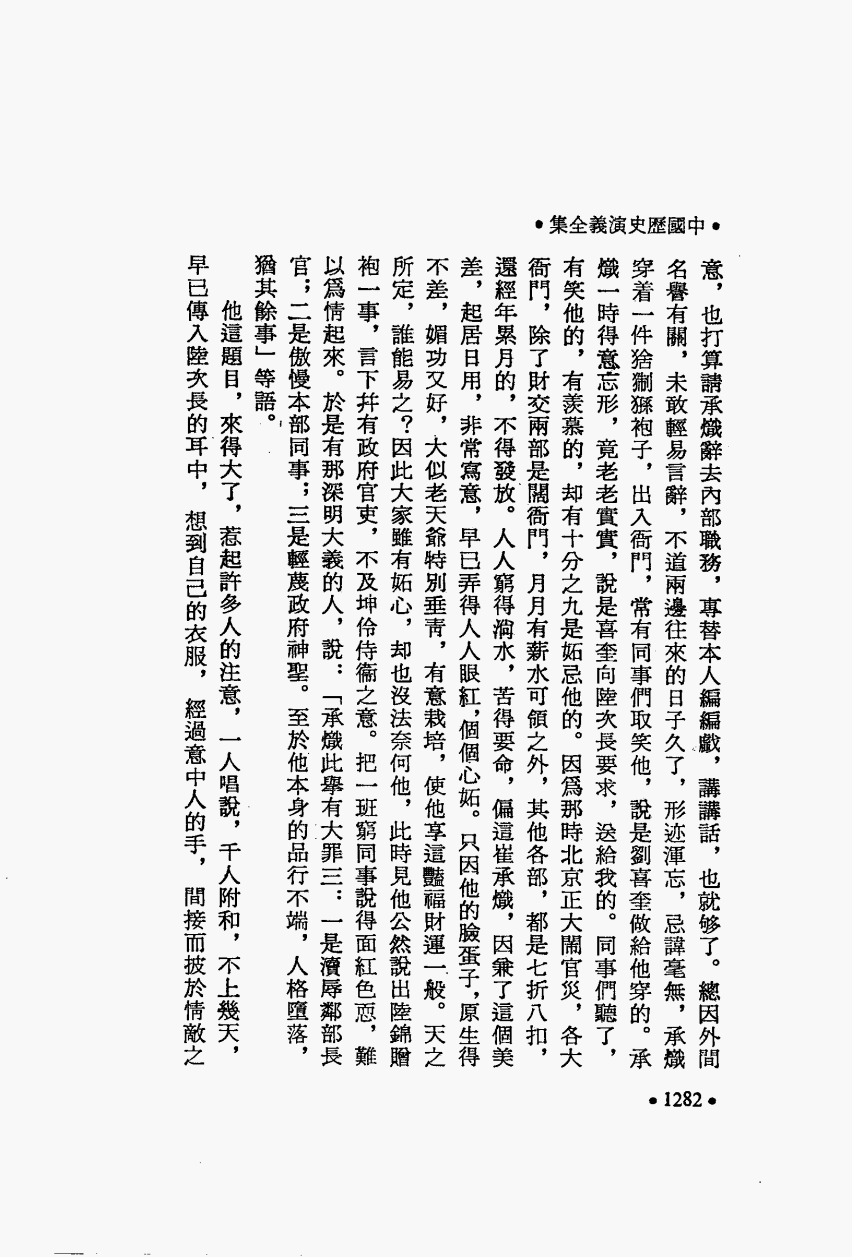 •中國歷史演義全集•
意，也打算請承熾辭去內部職務，專替本人編編戲，講講話，也就够了。總因外間
名譽有關，未敢輕易言辭，不道兩邊往來的日子久了，形迹渾忘，忌諱毫無，承熾
穿着一件猞猁猻袍子，出入衙門，常有同事們取笑他，說是劉喜奎做給他穿的。承
熾一時得意忘形，竟老老實實，說是喜奎向陸次長要求，送給我的。同事們聽了，
有笑他的，有羨慕的，却有十分之九是妬忌他的。因爲那時北京正大鬧官災，各大
衙門，除了財交兩部是闊衙門，月月有薪水可領之外，其他各部，都是七折八扣，
還經年累月的，不得發放。人人窮得淌水，苦得要命，偏這崔承熾，因兼了這個美
差，起居日用，非常寫意，早已弄得人人眼紅，個個心妬。只因他的臉蛋子，原生得
不差，媚功又好，大似老天爺特別垂靑，有意栽培，使他享這豔福財運一般。天之
所定，誰能易之？因此大家雖有妬心，却也沒法奈何他，此時見他公然說出陸錦贈
袍一事，言下幷有政府官吏，不及坤伶侍衞之意。把一班窮同事說得面紅色恧，難
以爲情起來。於是有那深明大義的人，說：「承熾此舉有大罪三：一是瀆辱鄰部長
官；二是傲慢本部同事；三是輕蔑政府神聖。至於他本身的品行不端，人格墮落，
猶其餘事」等語。
他這題目，來得大了，惹起許多人的注意，一人唱說，千人附和，不上幾天，
早已傳入陸次長的耳中，想到自己的衣服，經過意中人的手，間接而披於情敵之
•1282•